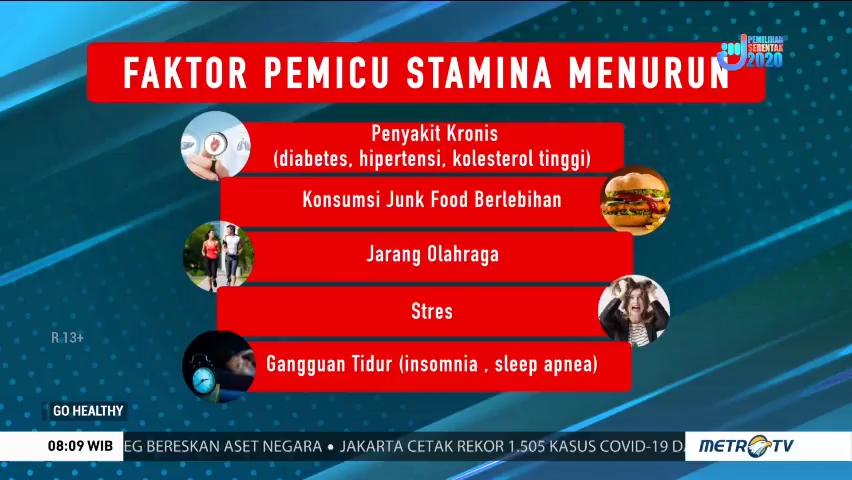 PEMILIHAN
SERENTAK
2020
FAKTOR PEMICU STAMINA MENURUN
Penyakit Kronis
(diabetes, hipertensi, kolesterol tinggi)
Konsumsi Junk Food Berlebihan
Jarang Olahraga
Stres
R 13+
Gangguan Tidur (insomnia , sleep apnea)
GO HEALTHY
08:09 WIB
EG BERESKAN ASET NEGARA • JAKARTA CETAK REKOR 1.505 KASUS COVID-19 DA
METRO TV